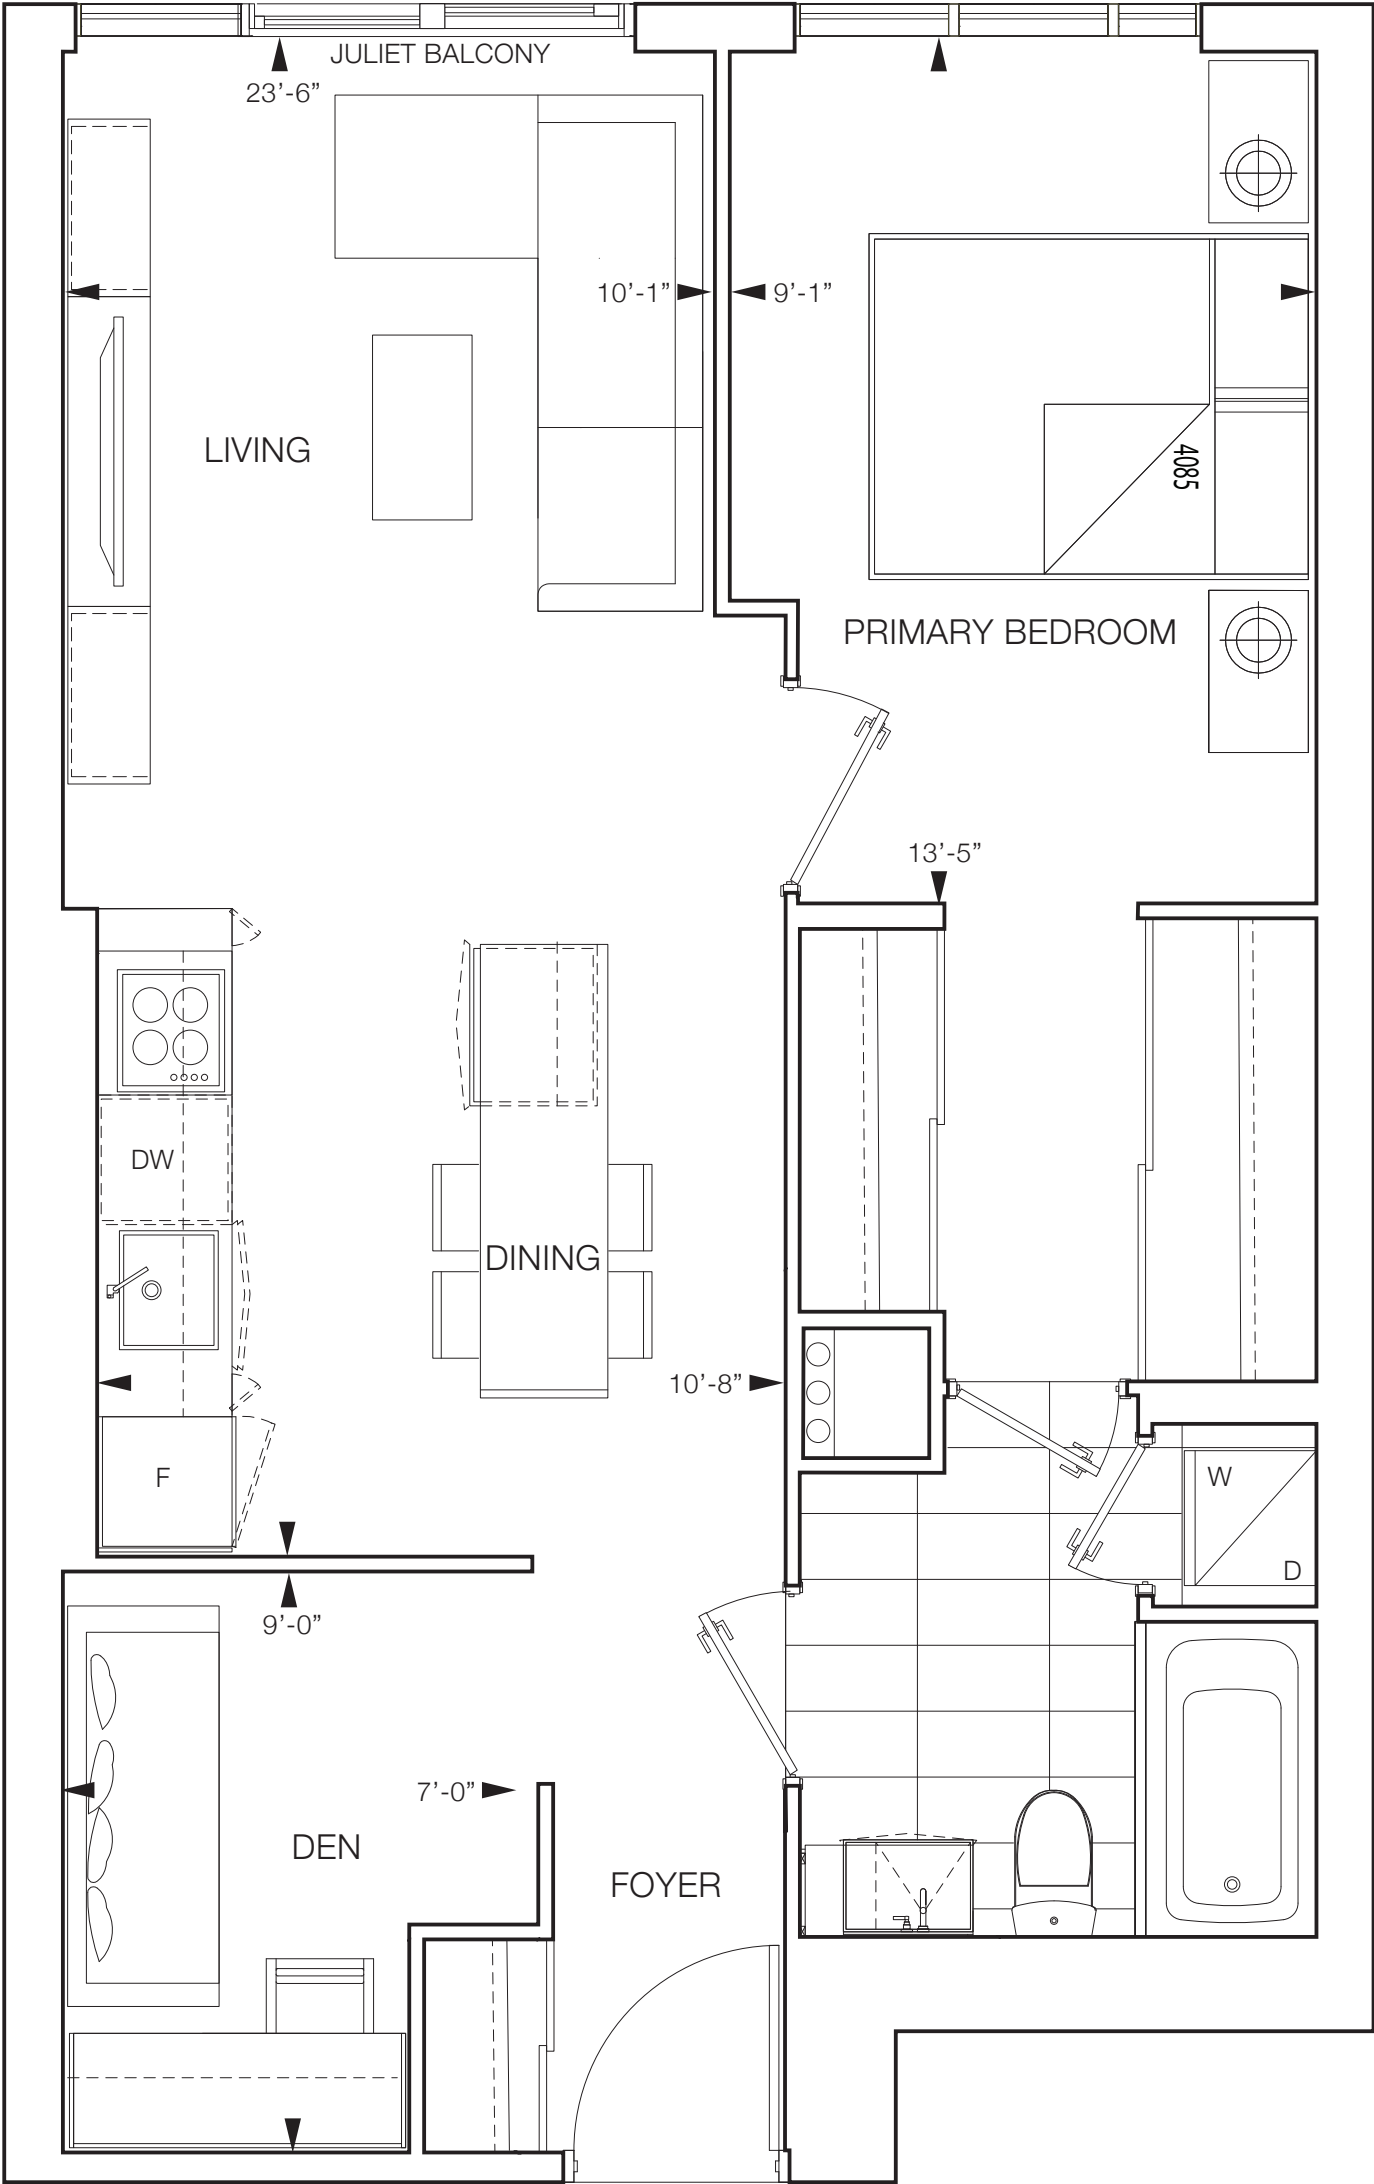 JULIET BALCONY
23’-6”
10’-1”
9’-1”
LIVING
4085
PRIMARY BEDROOM
13’-5”
DW
DINING
10’-8”
F
W
D
9’-0”
7’-0”
DEN
FOYER